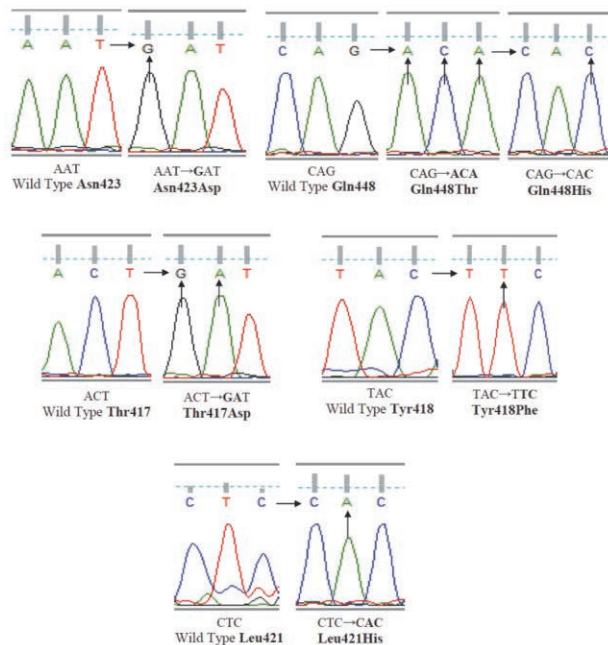 A A T → G A T
C A G → A C A → C A C
AAT
Wild Type Asn423
AAT→GAT
Asn423Asp
CAG
Wild Type Gln448
CAG→ACA
Gln448Thr
CAG→CAC
Gln448His
A C T → G A T
T A C → T T C
ACT
Wild Type Thr417
ACT→GAT
Thr417Asp
TAC
Wild Type Tyr418
TAC→TTC
Tyr418Phe
C T C → C A C
CTC
Wild Type Leu421
CTC→CAC
Leu421His